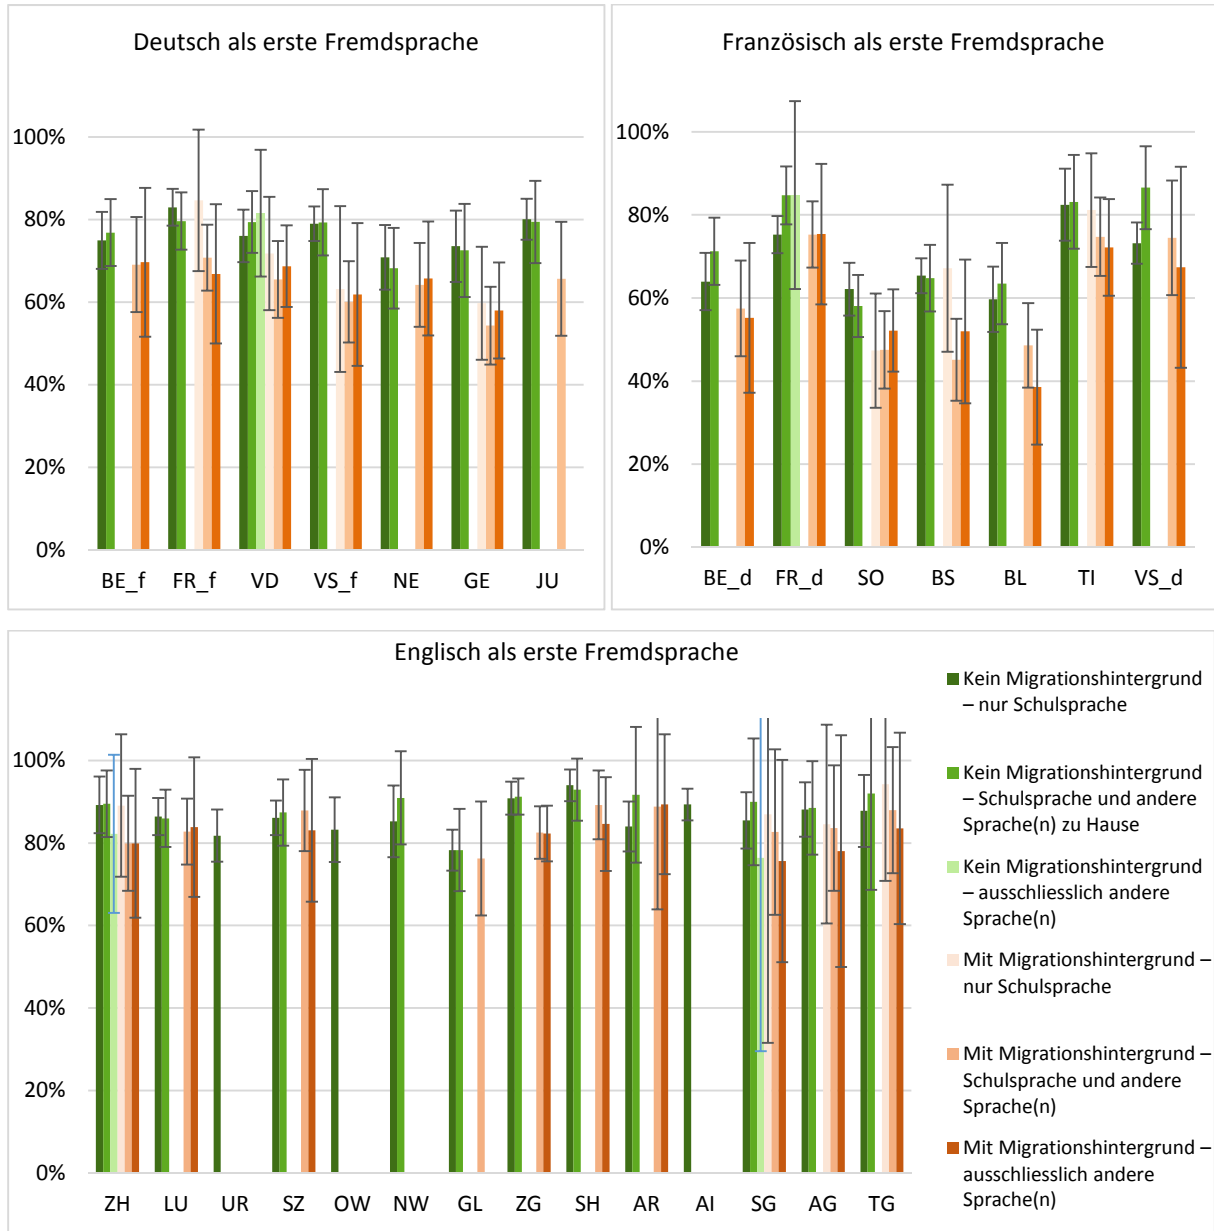 Deutsch als erste Fremdsprache
100%
80%
60%
40%
20%
0%
BE_f FR_f VD VS_f NE GE JU
Französisch als erste Fremdsprache
100%
80%
60%
40%
20%
0%
BE_d FR_d SO BS BL TI VS_d
Englisch als erste Fremdsprache
100%
80%
60%
40%
20%
0%
ZH LU UR SZ OW NW GL ZG SH AR AI SG AG TG
Kein Migrationshintergrund
– nur Schulsprache
Kein Migrationshintergrund
– Schulsprache und andere
Sprache(n) zu Hause
Kein Migrationshintergrund
– ausschliesslich andere
Sprache(n)
Mit Migrationshintergrund –
nur Schulsprache
Mit Migrationshintergrund –
Schulsprache und andere
Sprache(n)
Mit Migrationshintergrund –
ausschliesslich andere
Sprache(n)